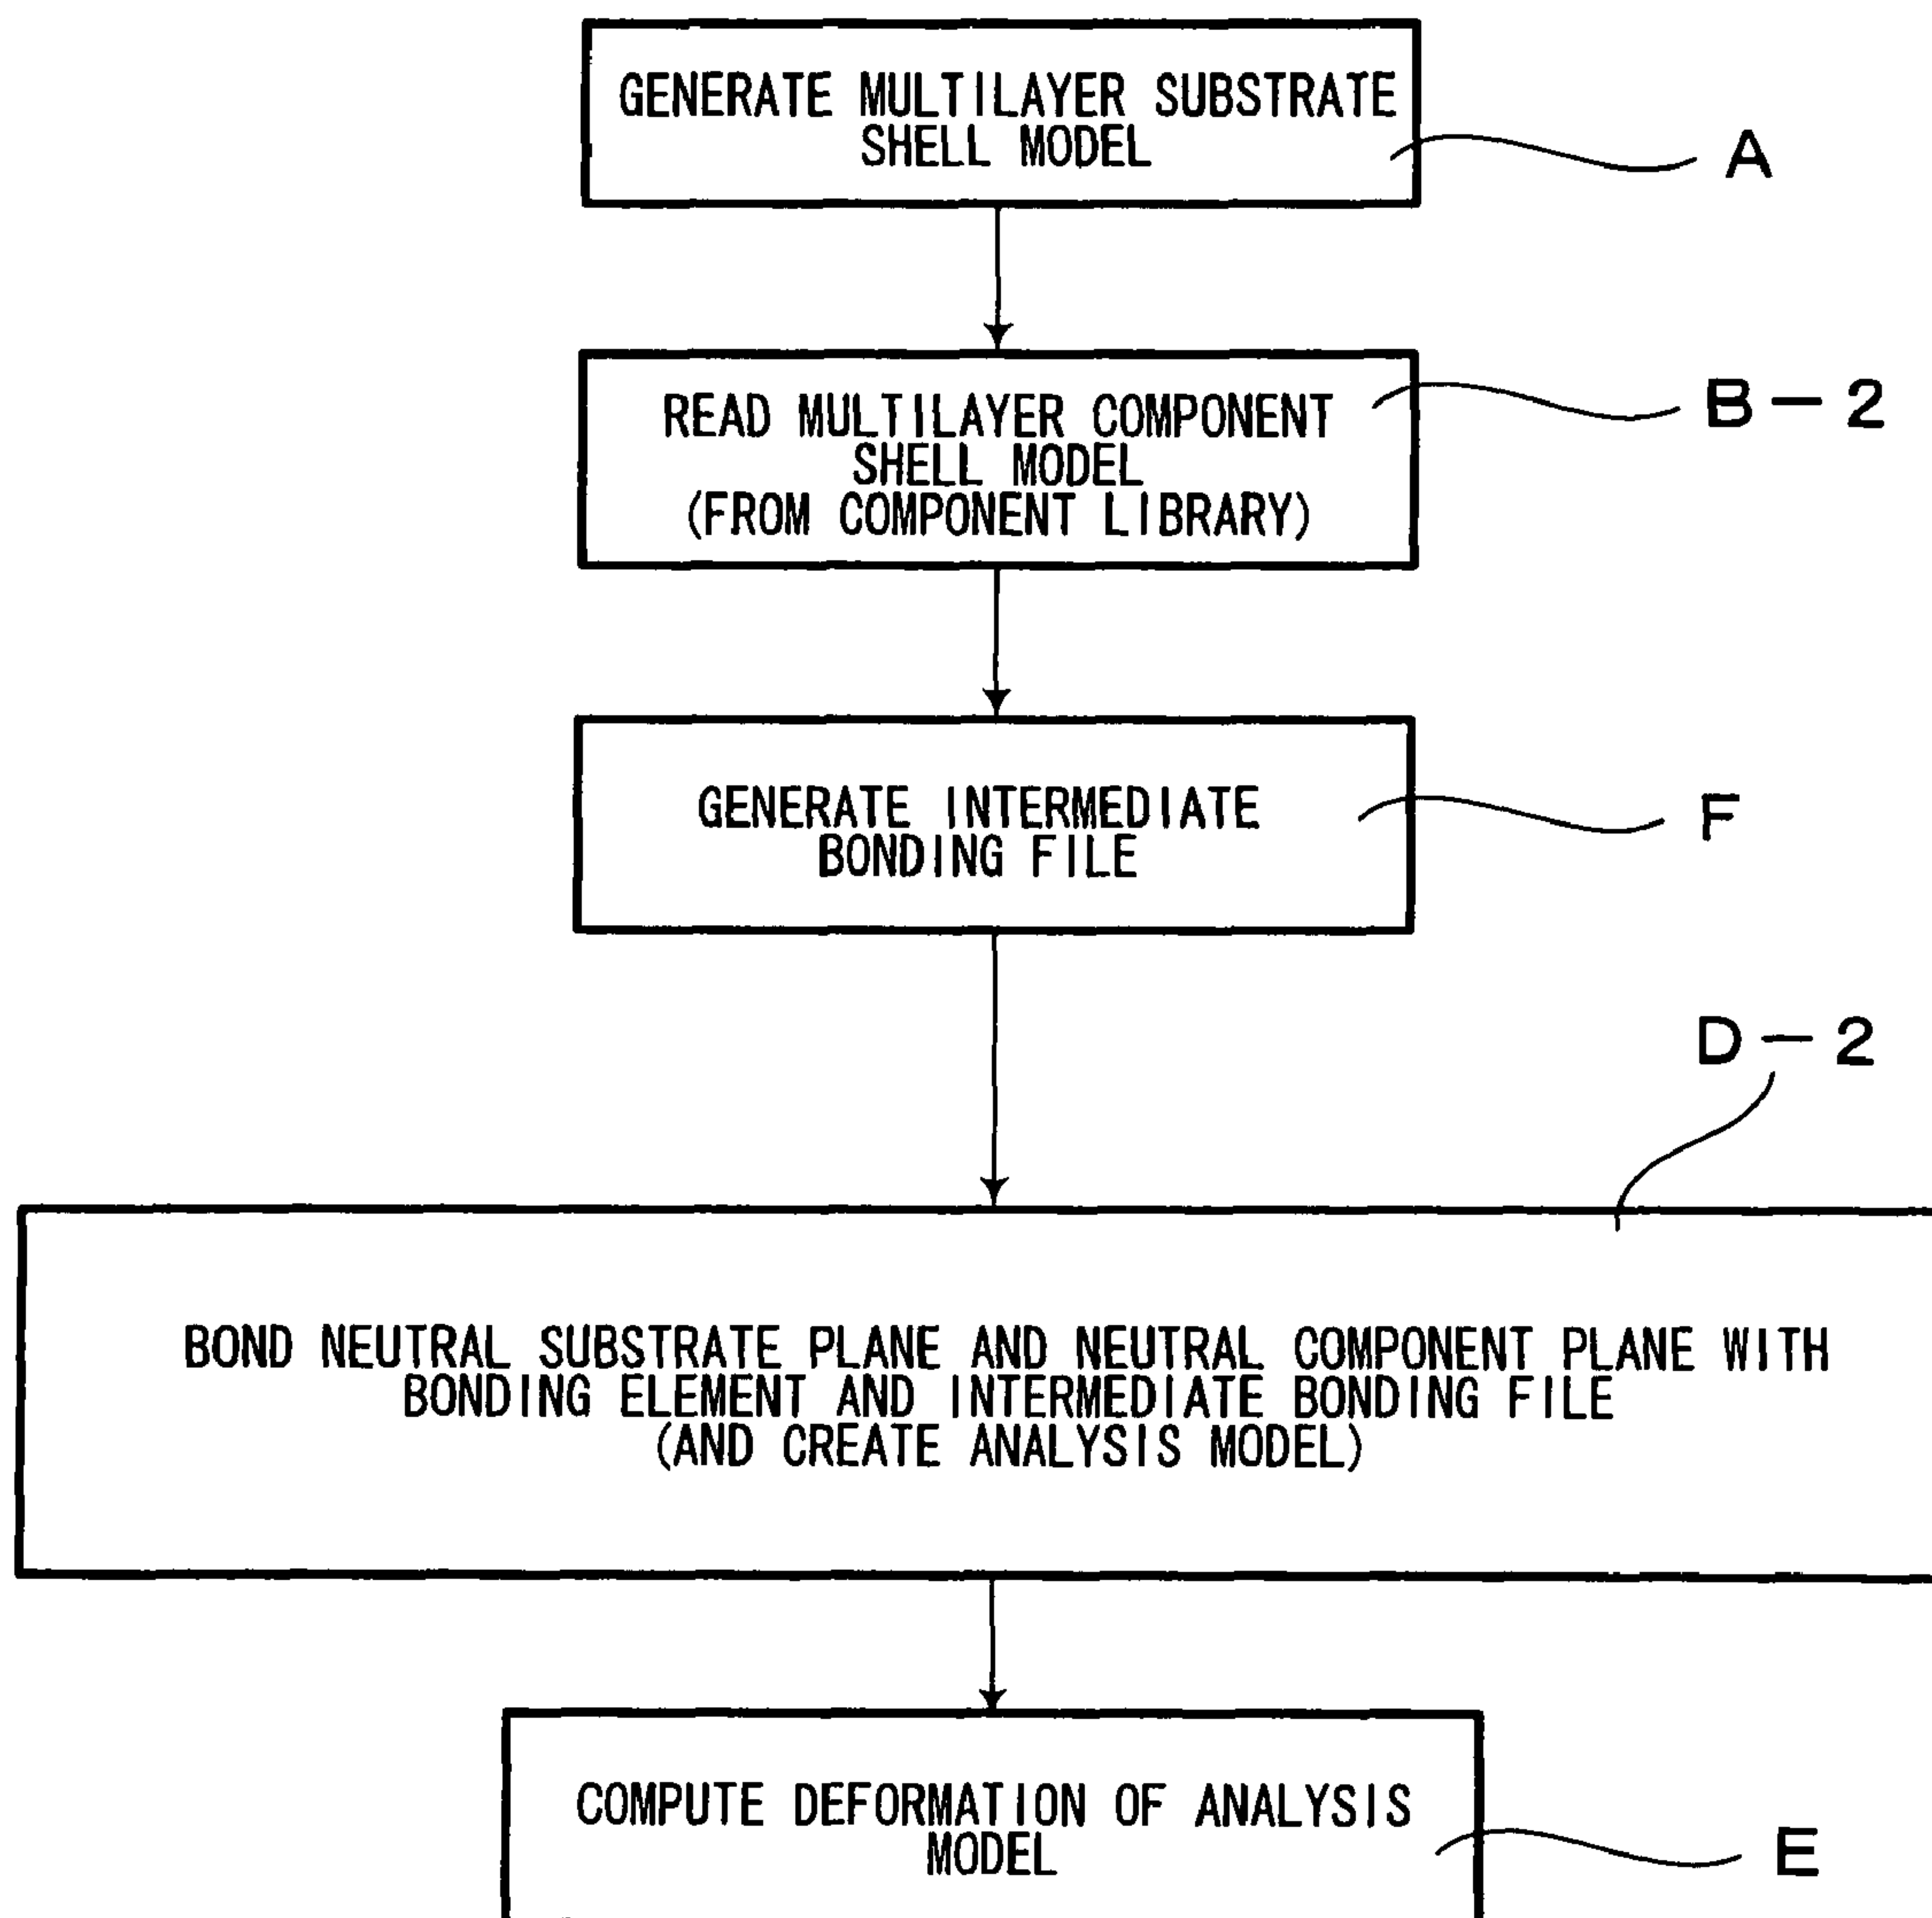 GENERATE MULTILAYER SUBSTRATE
SHELL MODEL
A
READ MULTILAYER COMPONENT
SHELL MODEL
(FROM COMPONENT LIBRARY)
B-2
GENERATE INTERMEDIATE
BONDING FILE
F
D-2
BOND NEUTRAL SUBSTRATE PLANE AND NEUTRAL COMPONENT PLANE WITH
BONDING ELEMENT AND INTERMEDIATE BONDING FILE
(AND CREATE ANALYSIS MODEL)
COMPUTE DEFORMATION OF ANALYSIS
MODEL
E